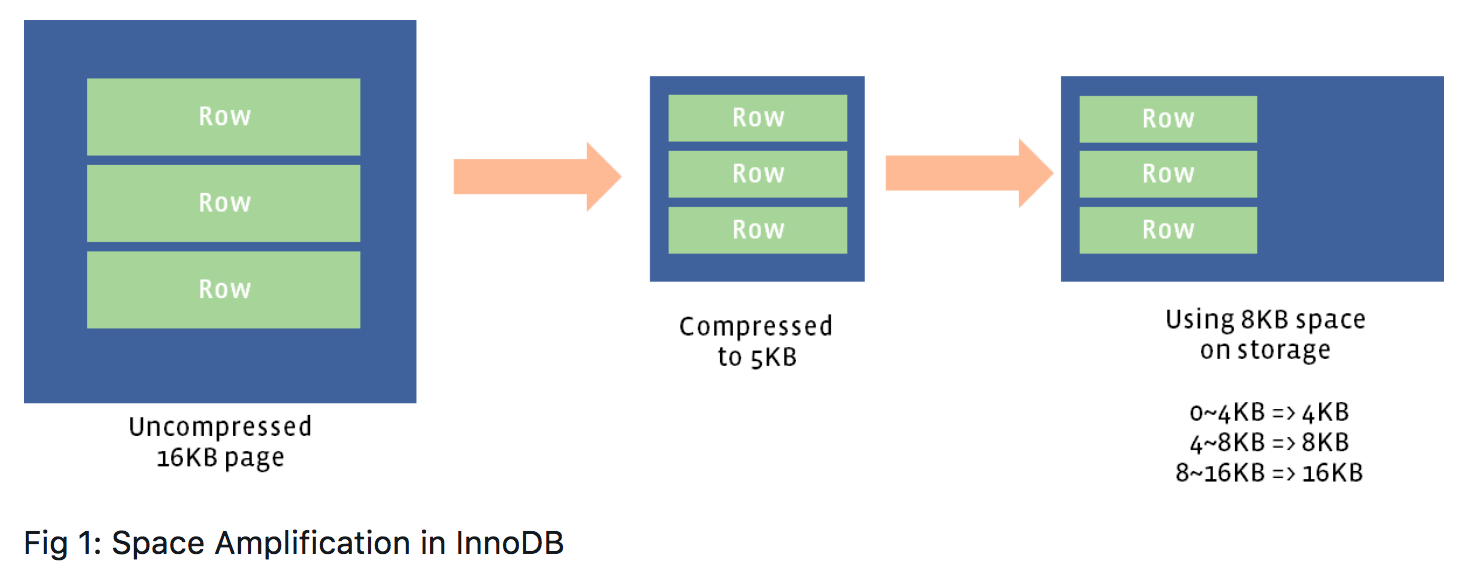 Row
Row
Row
Uncompressed
16KB page
Row
Row
Row
Compressed
to 5KB
Row
Row
Row
Using 8KB space
on storage
0~4KB => 4KB
4~8KB => 8KB
8~16KB => 16KB
Fig 1: Space Amplification in InnoDB